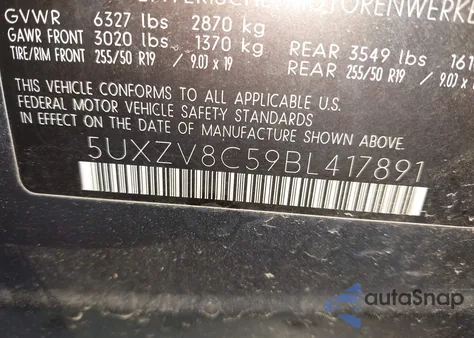 GVWR 6327 lbs 2870 kg
GAWR FRONT 3020 lbs 1370 kg REAR 3549 lbs
TIRE/RIM FRONT 255/50 R19 / 9.0J x 19 REAR 255/50 R19 / 9.0J x
THIS VEHICLE CONFORMS TO ALL APPLICABLE U.S.
FEDERAL MOTOR VEHICLE SAFETY STANDARDS
IN EFFECT ON THE DATE OF MANUFACTURE
SHOWN ABOVE.
5UXZV8C59BL417891
autoSnap